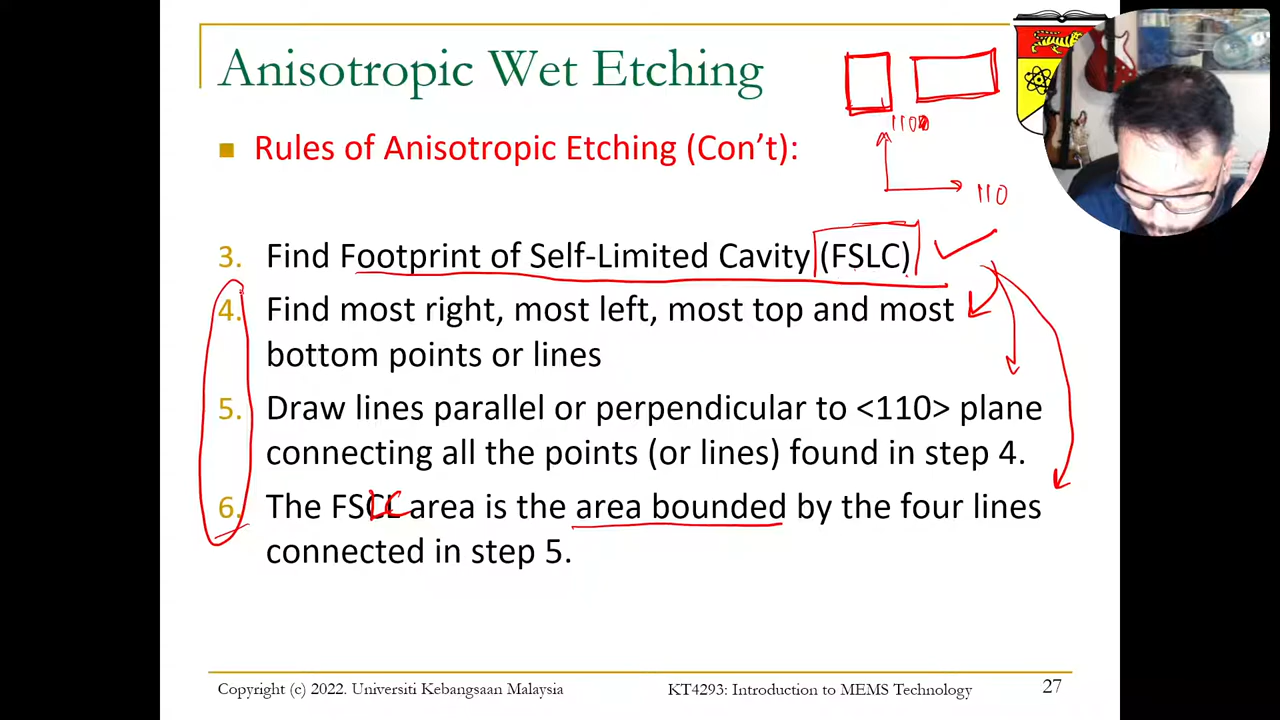 Anisotropic Wet Etching
Rules of Anisotropic Etching (Con't):
110
110
3. Find Footprint of Self-Limited Cavity (FSLC)
4. Find most right, most left, most top and most
bottom points or lines
5. Draw lines parallel or perpendicular to <110> plane
connecting all the points (or lines) found in step 4.
6. The FSCL area is the area bounded by the four lines
LC
connected in step 5.
Copyright (c) 2022. Universiti Kebangsaan Malaysia
KT4293: Introduction to MEMS Technology
27